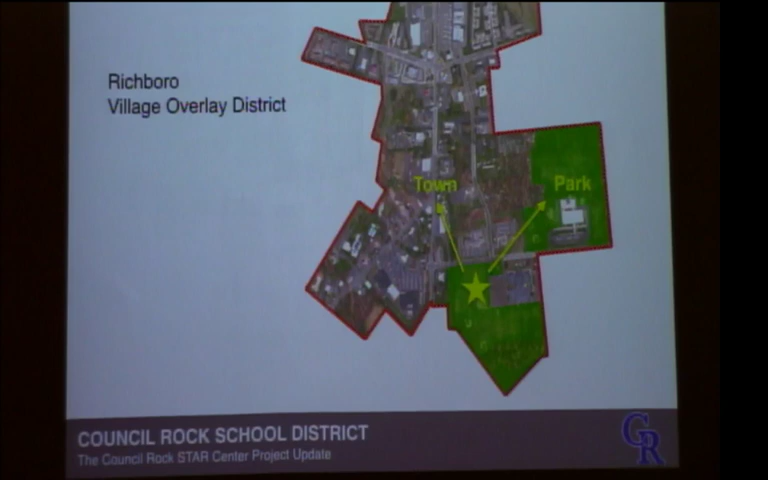 Richboro
Village Overlay District
Town
Park
COUNCIL ROCK SCHOOL DISTRICT
The Council Rock STAR Center Project Update
CR